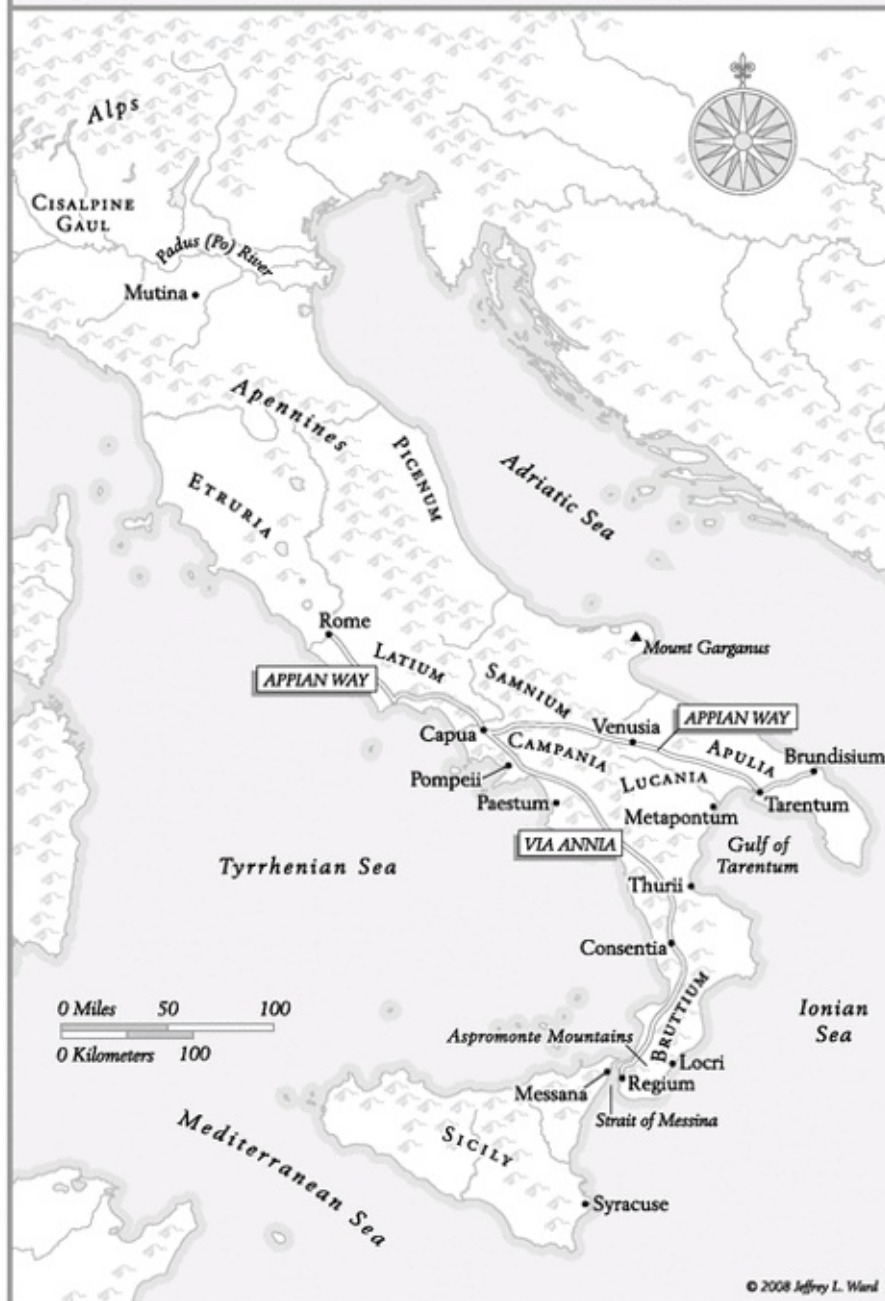 Alps
CISALPINE
GAUL
Padus (Po) River
Mutina
Apennines
PICENUM
ETRURIA
Adriatic Sea
Rome
Mount Garganus
LATIUM
SAMNIUM
APPIAN WAY
APPIAN WAY
Venusia
Capua
CAMPANIA
APULIA
Brundisium
Pompeii
LUCANIA
Paestum
Metapontum
Tarentum
VIA ANNIA
Gulf of
Tarentum
Tyrrhenian Sea
Thurii
Consentia
0 Miles 50 100
0 Kilometers 100
BRUTTIUM
Ionian
Sea
Aspromonte Mountains
Locri
Messana
Regium
Strait of Messina
Mediterranean Sea
SICILY
Syracuse
© 2008 Jeffrey L. Ward